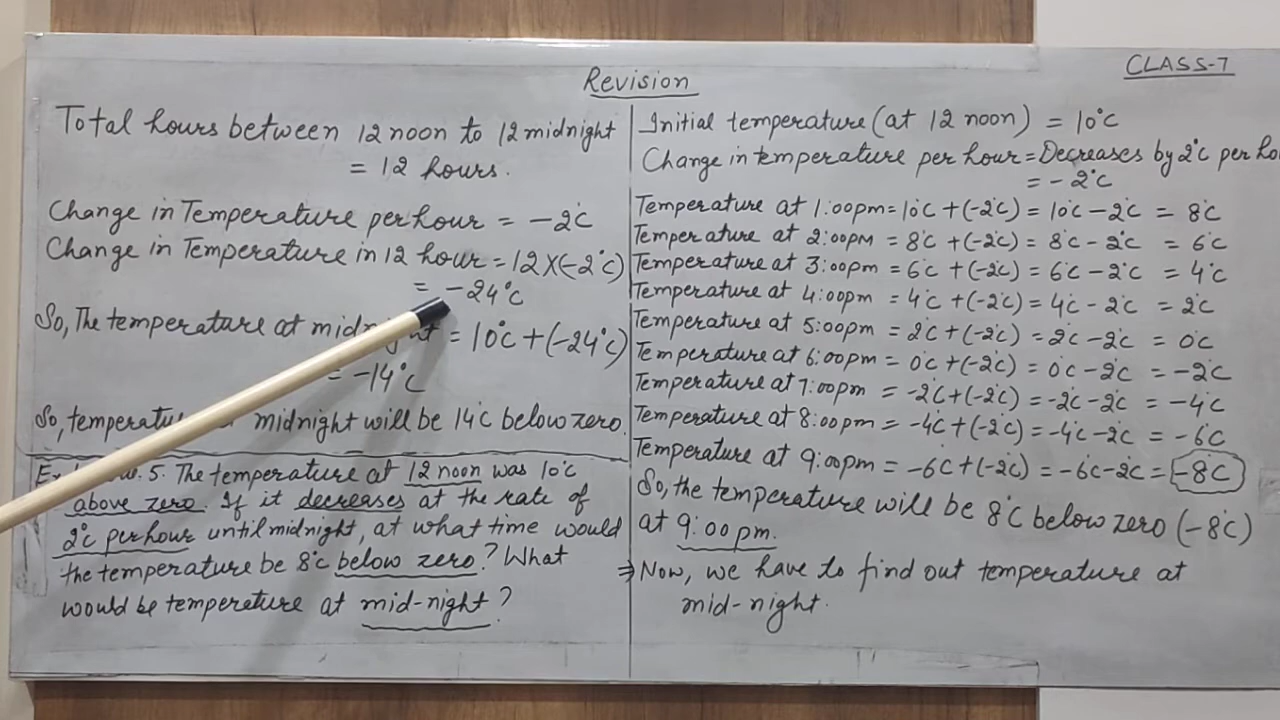 CLASS-7
Revision
Total hours between 12 noon to 12 midnight
= 12 hours.
Change in Temperature per hour = -2°C
Change in Temperature in 12 hour = 12 X(-2°C)
= -24°C
So, The temperature at midnight = 10°C + (-24°C)
= -14°C
So, midnight will be 14°C below zero.
5. The temperature at 12 noon was 10°C
above zero. If it decreases at the rate of
2°C per hour until midnight, at what time would
the temperature be 8°C below zero? What
would be tempereture at mid-night?
Initial temperature (at 12 noon) = 10°C
Change in temperature per hour = Decreases by 2°C per ho
= -2°C
Temperature at 1:00pm = 10°C + (-2°C) = 10°C - 2°C = 8°C
Temperature at 2:00pm = 8°C + (-2°C) = 8°C - 2°C = 6°C
Temperature at 3:00pm = 6°C + (-2°C) = 6°C - 2°C = 4°C
Temperature at 4:00pm = 4°C + (-2°C) = 4°C - 2°C = 2°C
Temperature at 5:00pm = 2°C + (-2°C) = 2°C - 2°C = 0°C
Temperature at 6:00pm = 0°C + (-2°C) = 0°C - 2°C = -2°C
Temperature at 7:00pm = -2°C + (-2°C) = -2°C - 2°C = -4°C
Temperature at 8:00pm = -4°C + (-2°C) = -4°C - 2°C = -6°C
Temperature at 9:00pm = -6°C + (-2°C) = -6°C - 2°C = -8°C
So, the temperature will be 8°C below zero (-8°C)
at 9:00 pm.
⇒ Now, we have to find out temperature at
mid-night.